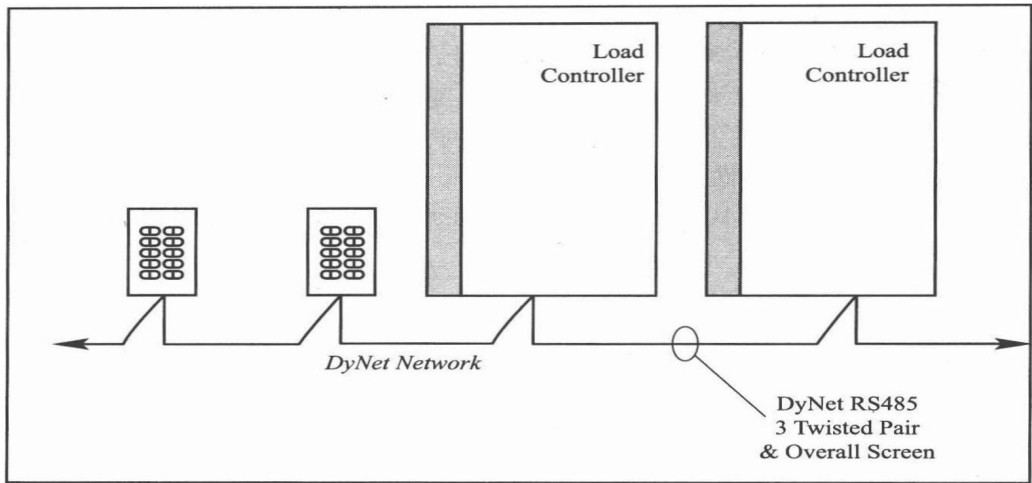 Load
Controller
Load
Controller
DyNet Network
DyNet RS485
3 Twisted Pair
& Overall Screen